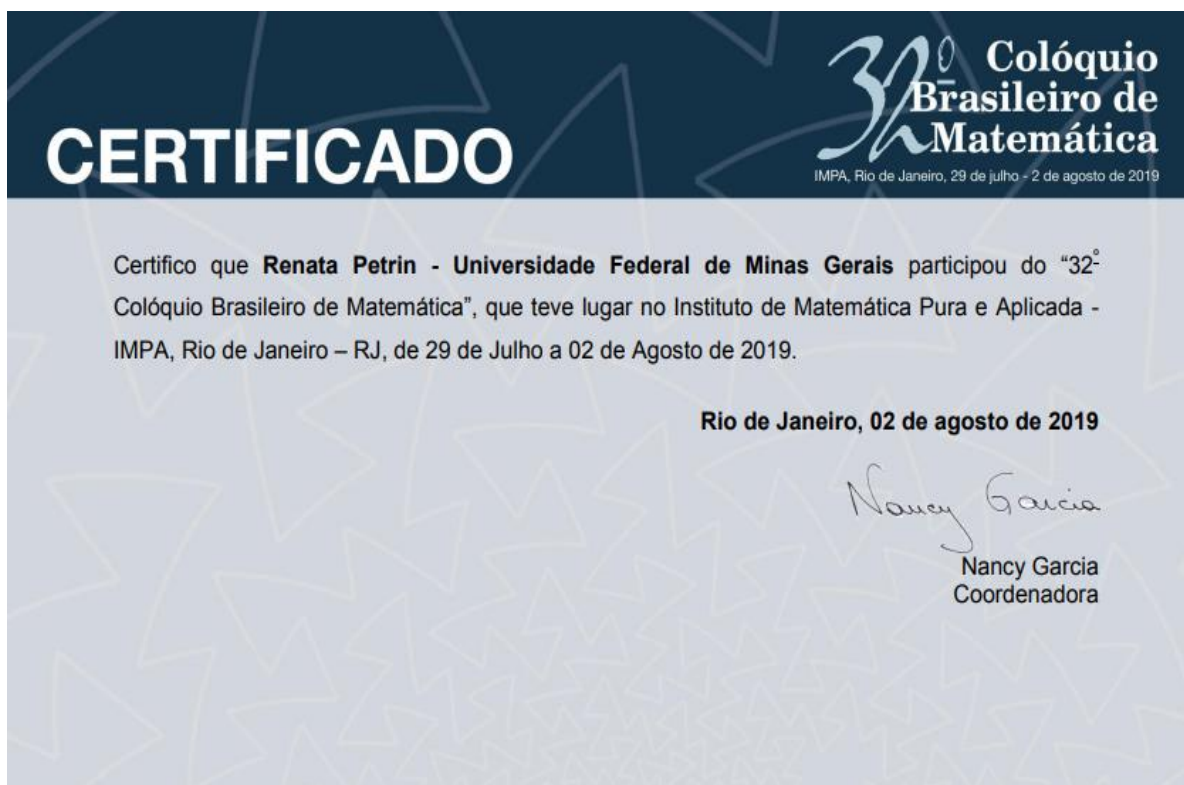 32º Colóquio
Brasileiro de
Matemática
IMPA, Rio de Janeiro, 29 de julho - 2 de agosto de 2019
CERTIFICADO
Certifico que Renata Petrin - Universidade Federal de Minas Gerais participou do “32º
Colóquio Brasileiro de Matemática”, que teve lugar no Instituto de Matemática Pura e Aplicada -
IMPA, Rio de Janeiro – RJ, de 29 de Julho a 02 de Agosto de 2019.
Rio de Janeiro, 02 de agosto de 2019
Nancy Garcia
Nancy Garcia
Coordenadora